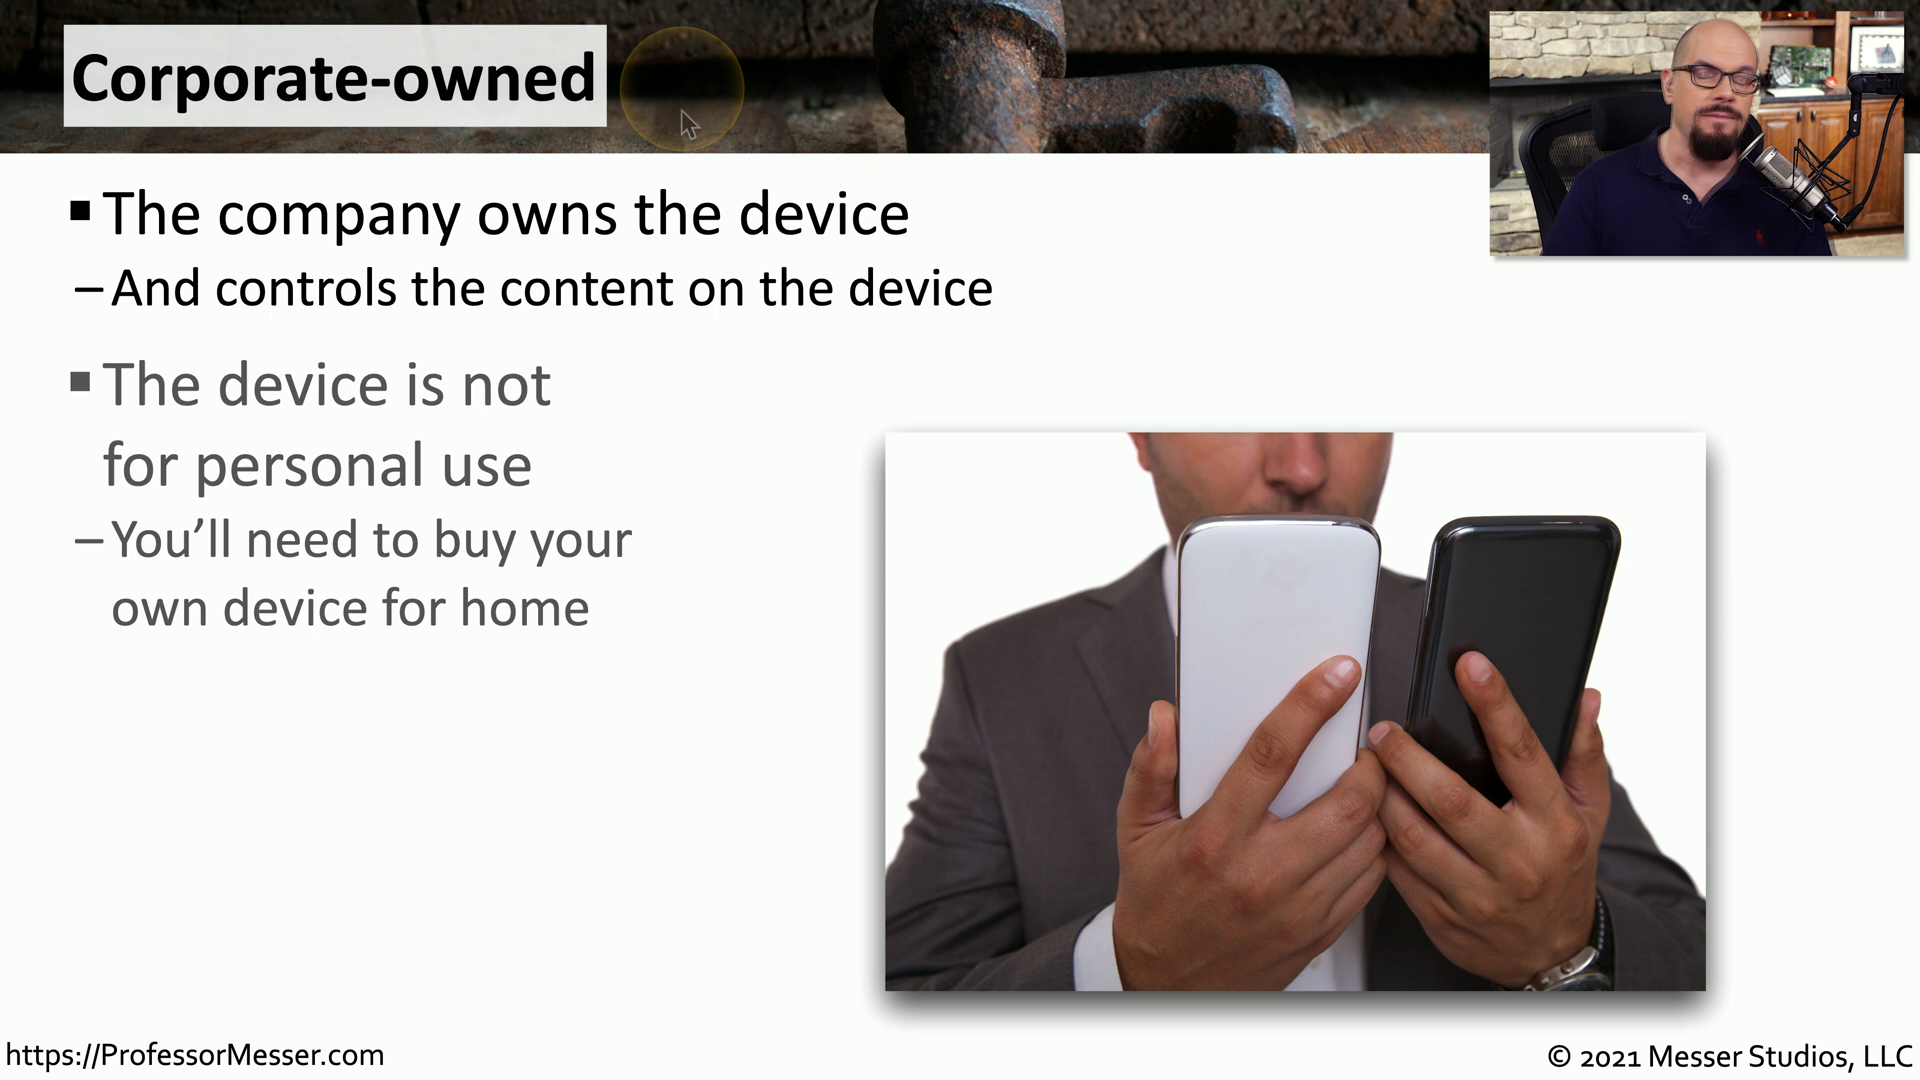 Corporate-owned
▪ The company owns the device
– And controls the content on the device
▪ The device is not
for personal use
– You’ll need to buy your
own device for home
https://ProfessorMesser.com
© 2021 Messer Studios, LLC